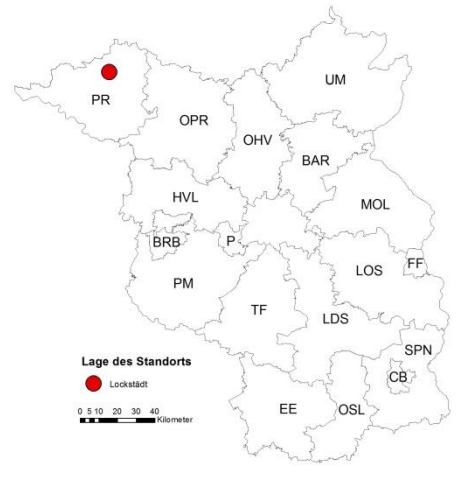 UM
PR
OPR
OHV
BAR
HVL
MOL
BRB
P
FF
LOS
PM
TF
LDS
SPN
Lage des Standorts
CB
Lockstädt
EE
OSL
0 5 10 20 30 40
Kilometer